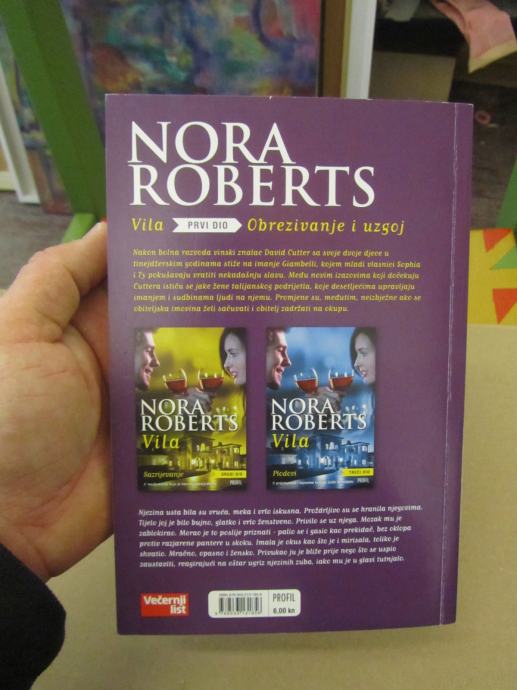 NORA
ROBERTS
Vila PRVI DIO Obrezivanje i uzgoj
Nakon bolna razvoda vinski znalac David Cutter sa svoje dvoje djece u
tinejdžerskim godinama stiže na imanje Giambelli, kojem mladi vlasnici Sophia
i Ty pokušavaju vratiti nekadašnju slavu. Među novim izazovima koji dočekuju
Cuttera ističu se jake žene talijanskog podrijetla, koje desetljećima upravljaju
imanjem i sudbinama ljudi na njemu. Promjene su, međutim, neizbježne ako se
obiteljska imovina želi sačuvati i obitelj zadržati na okupu.
NORA
ROBERTS
Vila
Sazrijevanje
DRUGI DIO
PROFIL
NORA
ROBERTS
Vila
Plodovi
TREĆI DIO
PROFIL
Njezina usta bila su vruća, meka i vrlo iskusna. Proždrljivo su se hranila njegovima.
Tijelo joj je bilo bujno, glatko i vrlo ženstveno. Privilo se uz njega. Mozak mu je
zablokirao. Morao je to poslije priznati - palio se i gasio kao prekidač, bez oklopa
protiv razjarene pantere u skoku. Imala je okus kao što je i mirisala, toliko je
shvatio. Mračno, opasno i žensko. Privukao ju je bliže prije nego što se uspio
zaustaviti, reagirajući na oštar ugriz njezinih zuba, iako mu je u glavi tutnjalo.
Večernji
list
PROFIL
6,00 kn